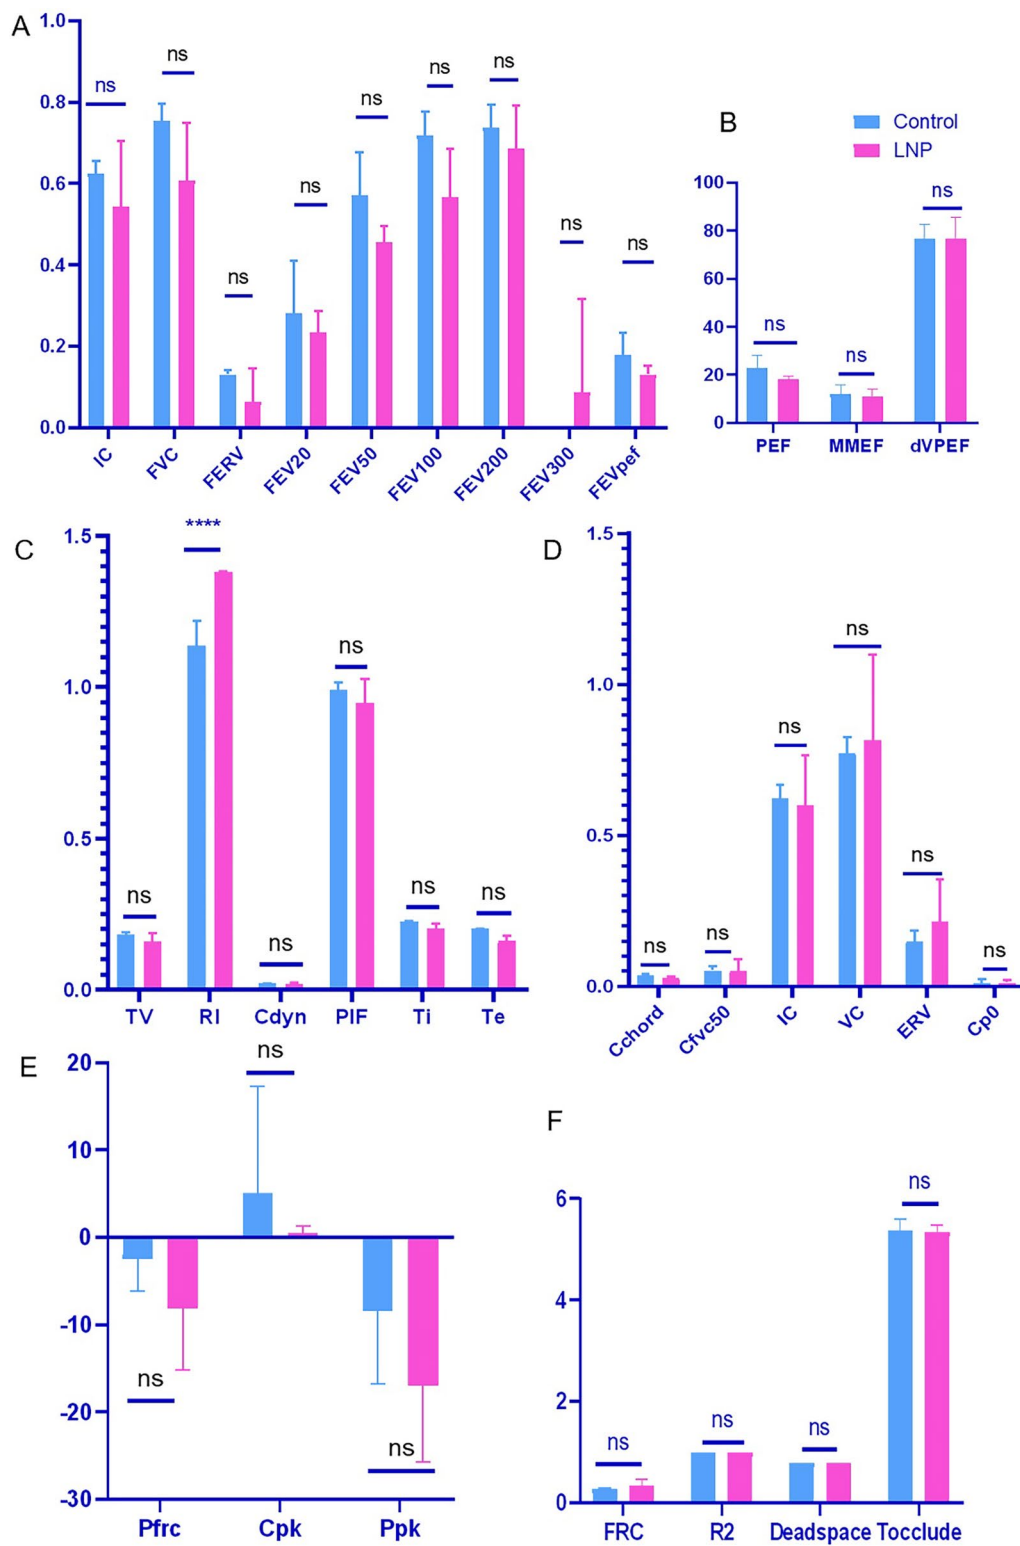 A
1.0
0.8
0.6
0.4
0.2
0.0
ns
ns
ns
ns
ns
ns
ns
ns
ns
IC
FVC
FERV
FEV20
FEV50
FEV100
FEV200
FEV300
FEVpef
B
Control
LNP
100
80
60
40
20
0
ns
ns
ns
PEF
MMEF
dVPEF
C
1.5
1.0
0.5
0.0
ns
****
ns
ns
ns
ns
TV
RI
Cdyn
PIF
Ti
Te
D
1.5
1.0
0.5
0.0
ns
ns
ns
ns
ns
ns
Cchord
Cfvc50
IC
VC
ERV
Cp0
E
20
10
0
-10
-20
-30
ns
ns
ns
Pfrc
Cpk
Ppk
F
6
4
2
0
ns
ns
ns
ns
FRC
R2
Deadspace
Tocclude